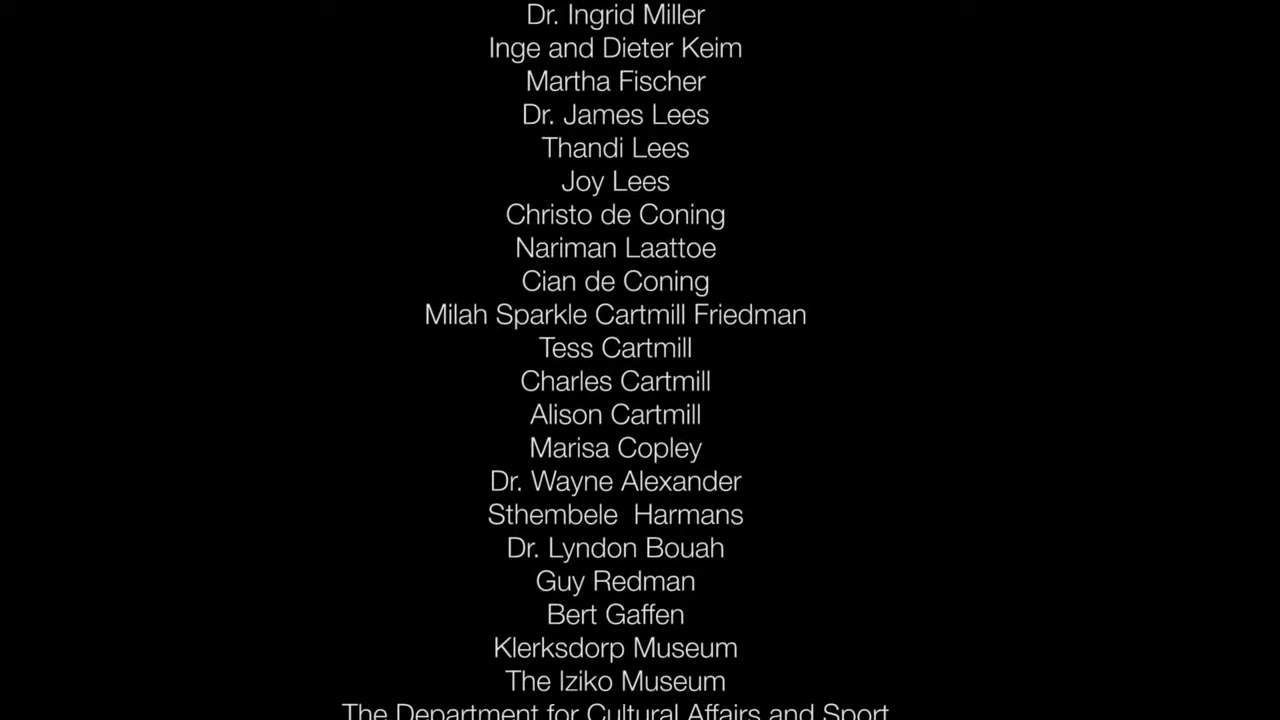 Dr. Ingrid Miller
Inge and Dieter Keim
Martha Fischer
Dr. James Lees
Thandi Lees
Joy Lees
Christo de Coning
Nariman Laattoe
Cian de Coning
Milah Sparkle Cartmill Friedman
Tess Cartmill
Charles Cartmill
Alison Cartmill
Marisa Copley
Dr. Wayne Alexander
Sthembele  Harmans
Dr. Lyndon Bouah
Guy Redman
Bert Gaffen
Klerksdorp Museum
The Iziko Museum
The Department for Cultural Affairs and Sport